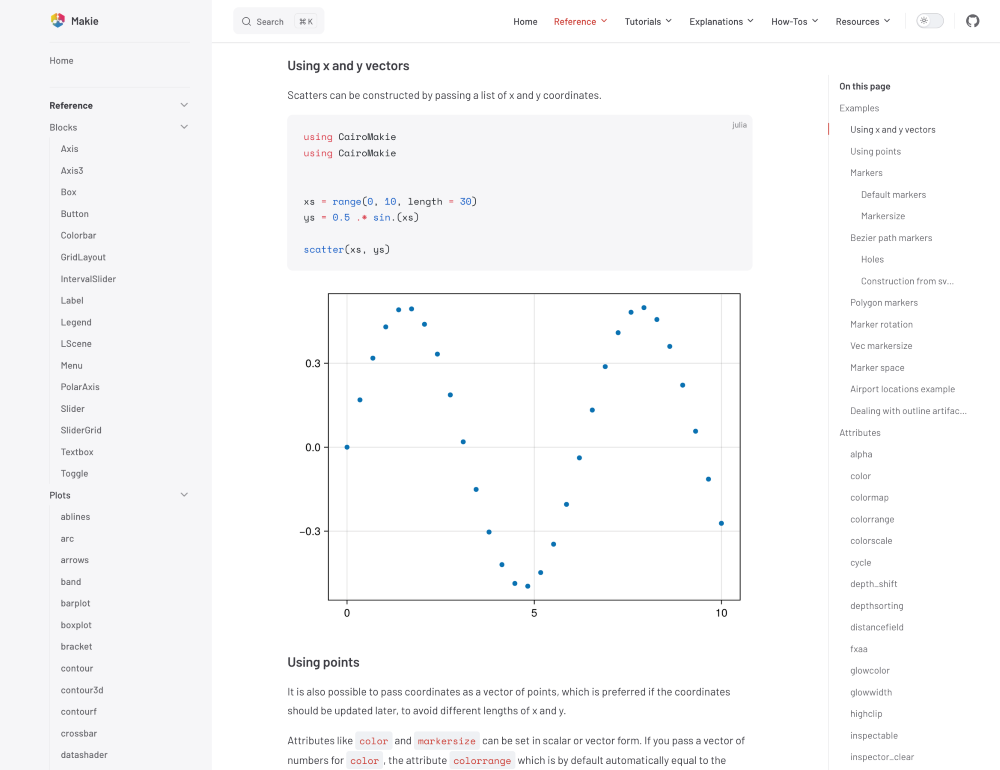 Makie
Search ⌘ K
Home Reference Tutorials Explanations How-Tos Resources
Home
Reference
Blocks
Axis
Axis3
Box
Button
Colorbar
GridLayout
IntervalSlider
Label
Legend
LScene
Menu
PolarAxis
Slider
SliderGrid
Textbox
Toggle
Plots
ablines
arc
arrows
band
barplot
boxplot
bracket
contour
contour3d
contourf
crossbar
datashader
Using x and y vectors
Scatters can be constructed by passing a list of x and y coordinates.
julia
using CairoMakie
using CairoMakie
xs = range(0, 10, length = 30)
ys = 0.5 .* sin.(xs)
scatter(xs, ys)
0.3
0.0
−0.3
0 5 10
Using points
It is also possible to pass coordinates as a vector of points, which is preferred if the coordinates
should be updated later, to avoid different lengths of x and y.
Attributes like color and markersize can be set in scalar or vector form. If you pass a vector of
numbers for color , the attribute colorrange which is by default automatically equal to the
On this page
Examples
Using x and y vectors
Using points
Markers
Default markers
Markersize
Bezier path markers
Holes
Construction from sv...
Polygon markers
Marker rotation
Vec markersize
Marker space
Airport locations example
Dealing with outline artifac...
Attributes
alpha
color
colormap
colorrange
colorscale
cycle
depth_shift
depthsorting
distancefield
fxaa
glowcolor
glowwidth
highclip
inspectable
inspector_clear